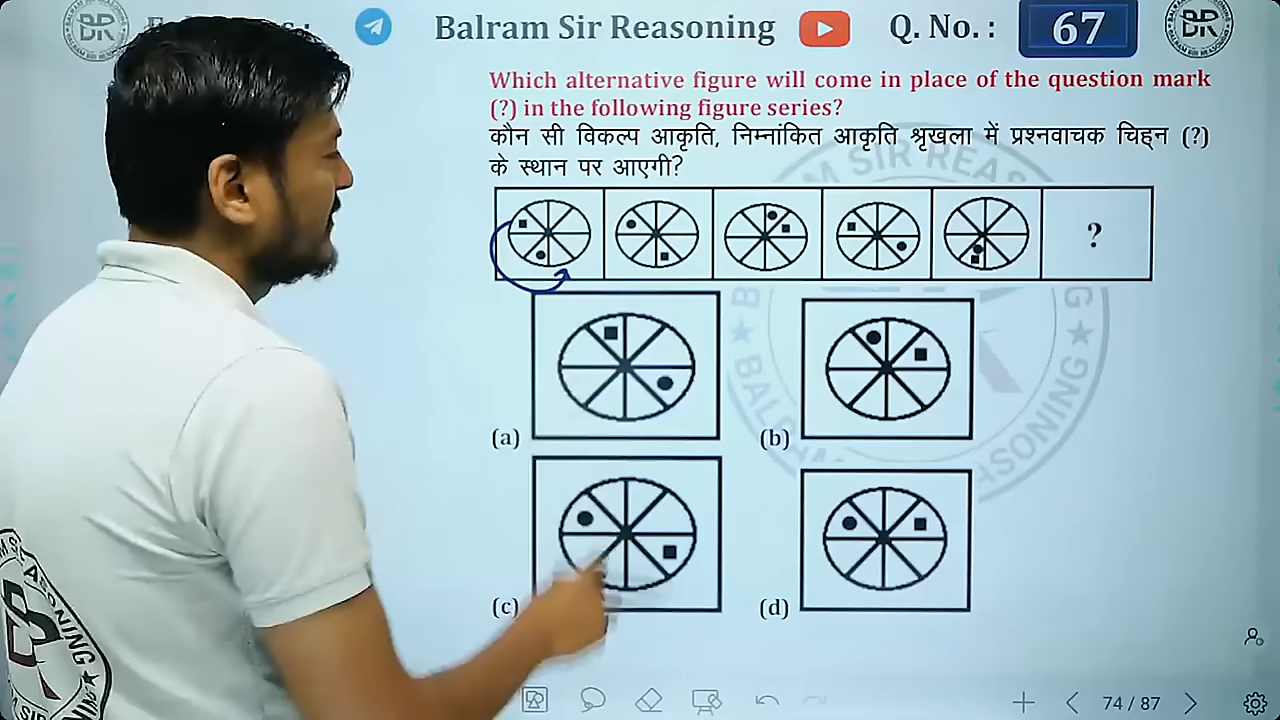 Balram Sir Reasoning
Q. No. :
67
BR
Which alternative figure will come in place of the question mark
(?) in the following figure series?
कौन सी विकल्प आकृति, निम्नांकित आकृति श्रृखला में प्रश्नवाचक चिह्न (?)
के स्थान पर आएगी?
?
(a)
(b)
(c)
(d)
74 / 87